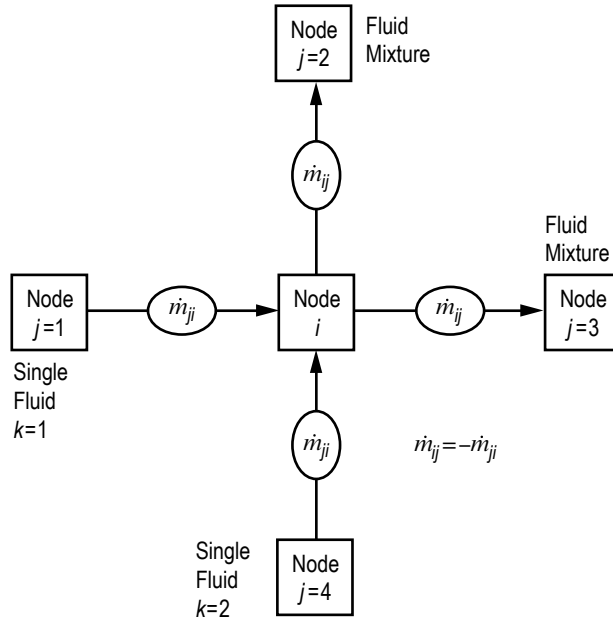 Node
j=2
Fluid
Mixture
ṁij
Fluid
Mixture
Node
j=1
ṁji
Node
i
ṁij
Node
j=3
Single
Fluid
k=1
ṁji
ṁij=–ṁji
Single
Fluid
k=2
Node
j=4